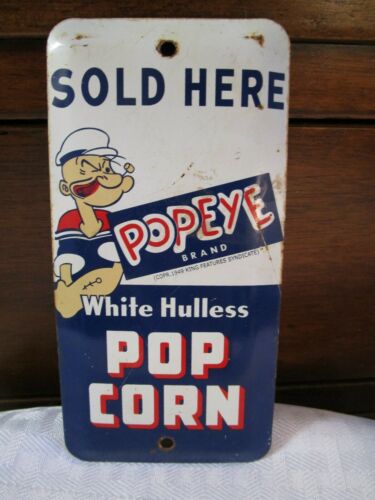 SOLD HERE
POPEYE
BRAND
(COPR. 1949 KING FEATURES SYNDICATE)
White Hulless
POP
CORN